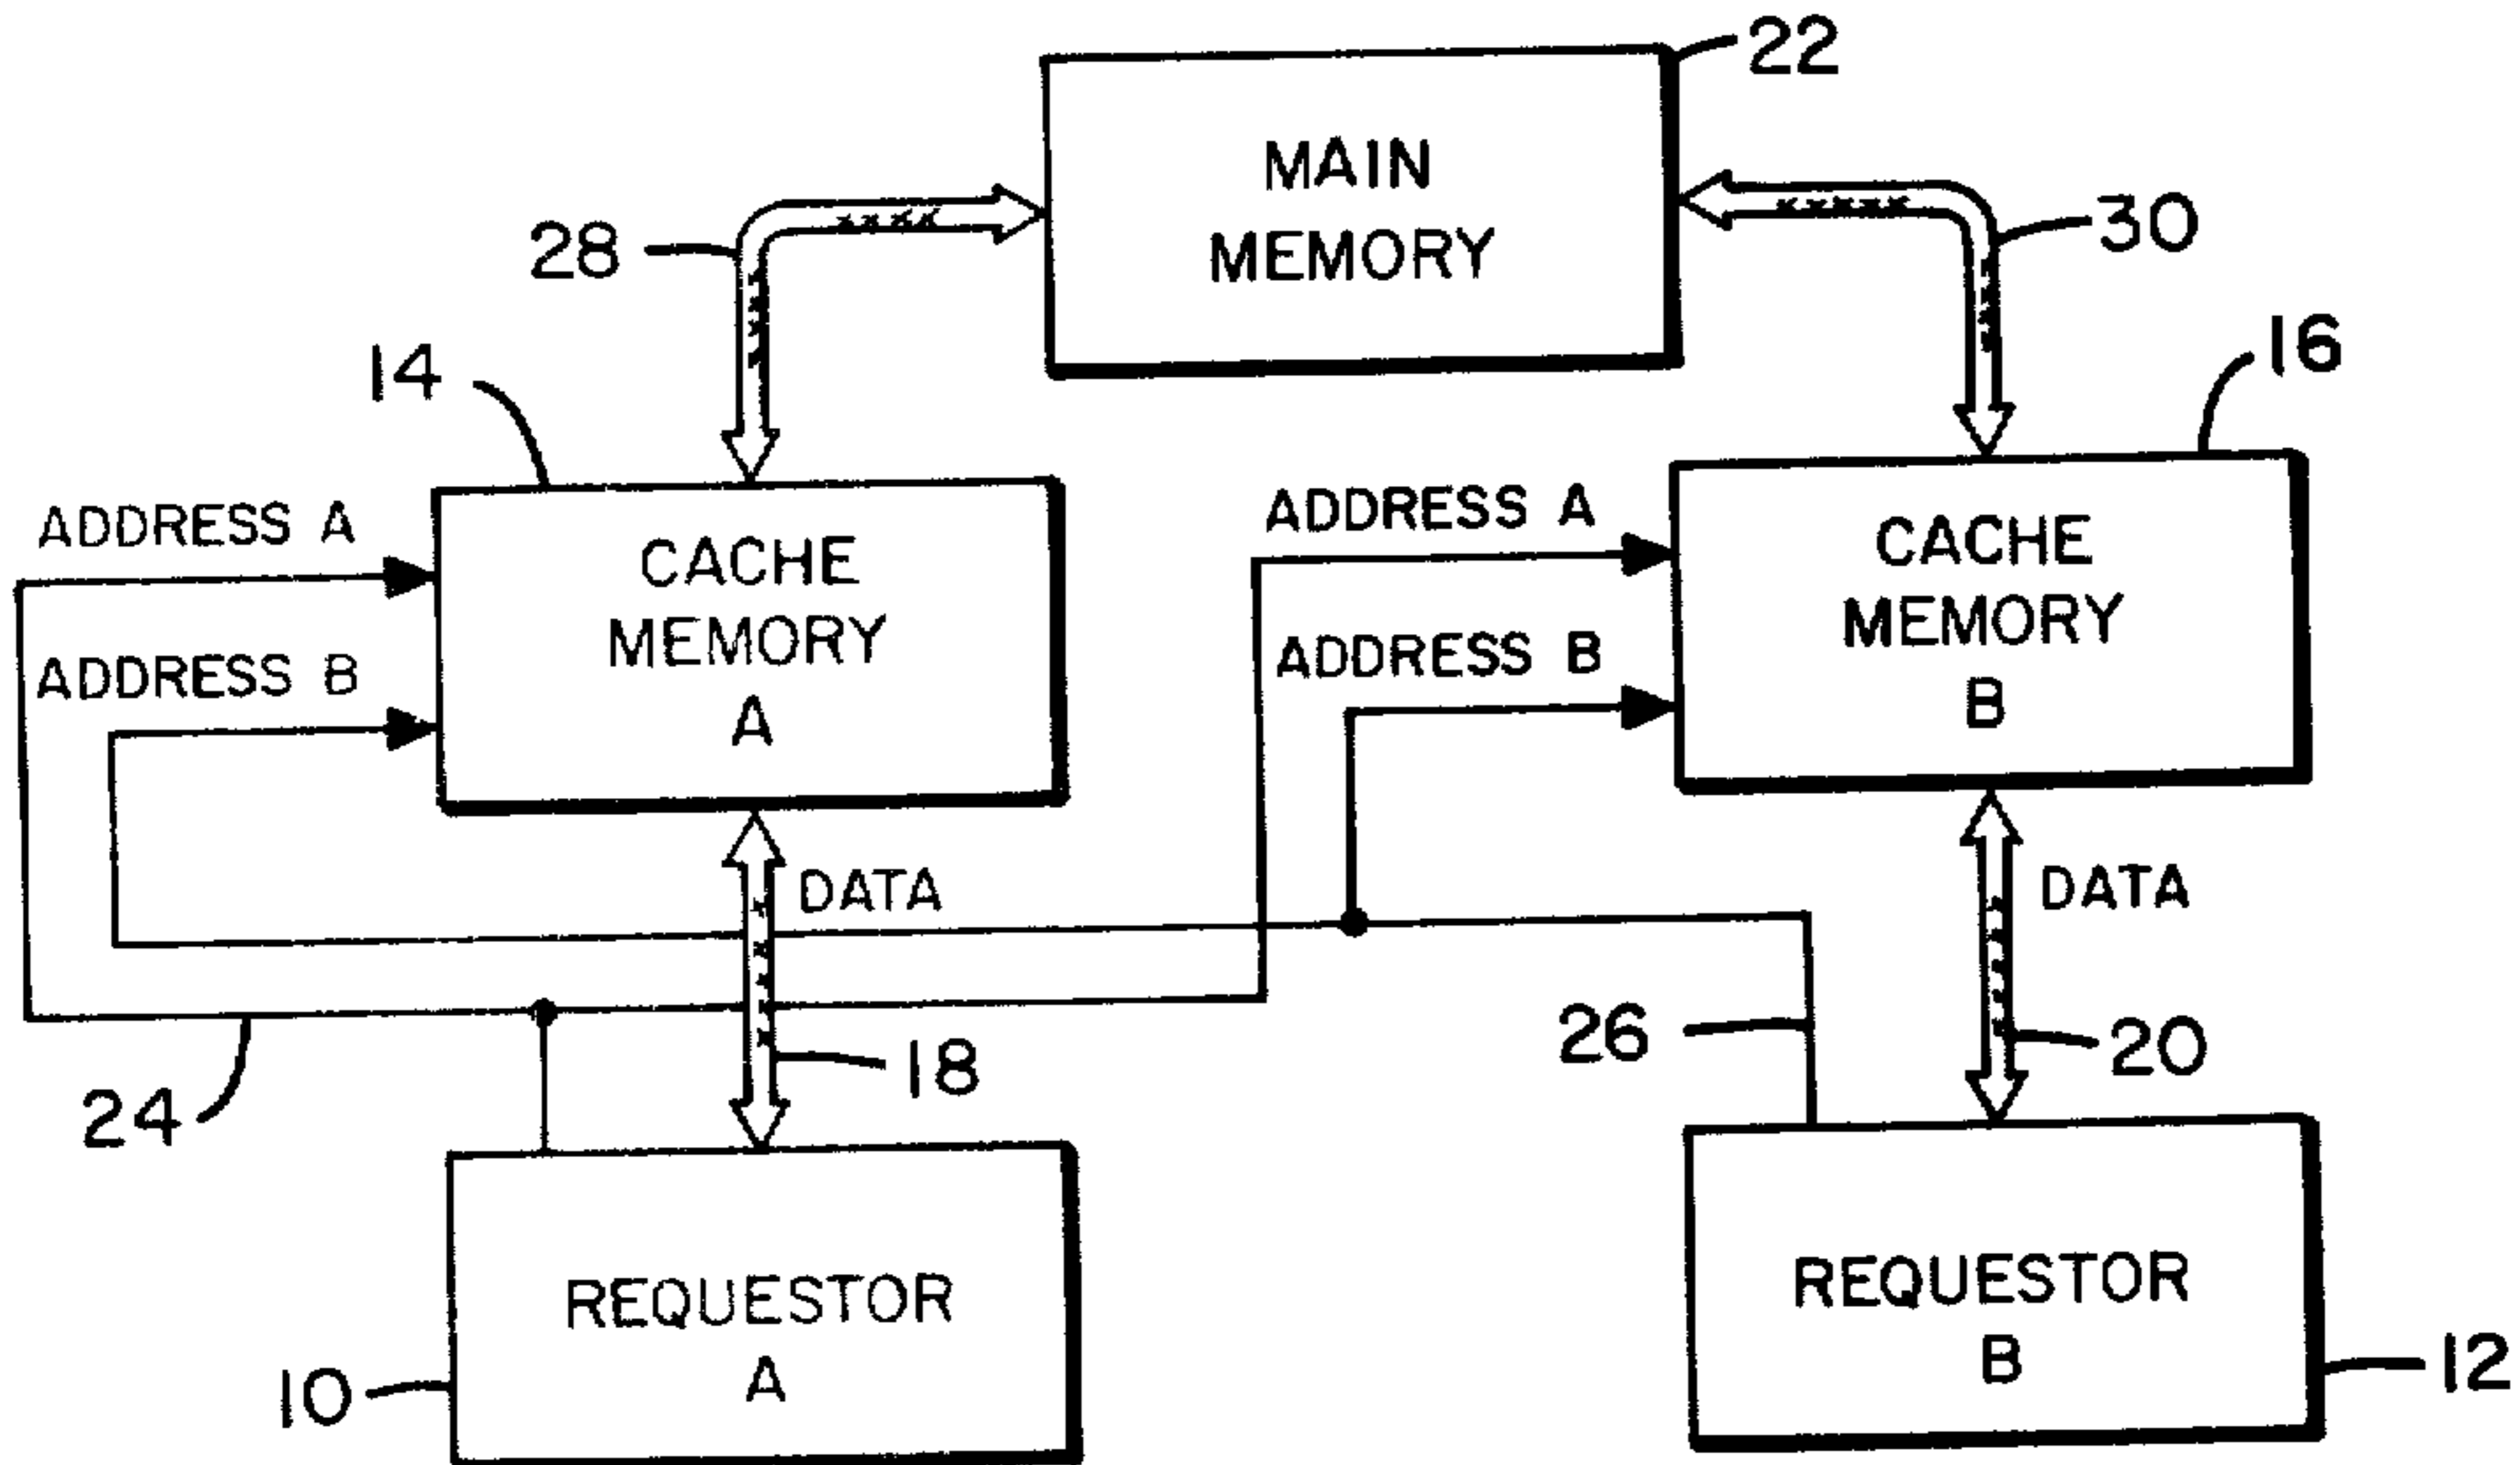 22
MAIN
MEMORY
28
30
14
16
ADDRESS A
CACHE
MEMORY
A
ADDRESS B
ADDRESS A
CACHE
MEMORY
B
ADDRESS B
DATA
DATA
24
18
26
20
REQUESTOR
A
10
REQUESTOR
B
12